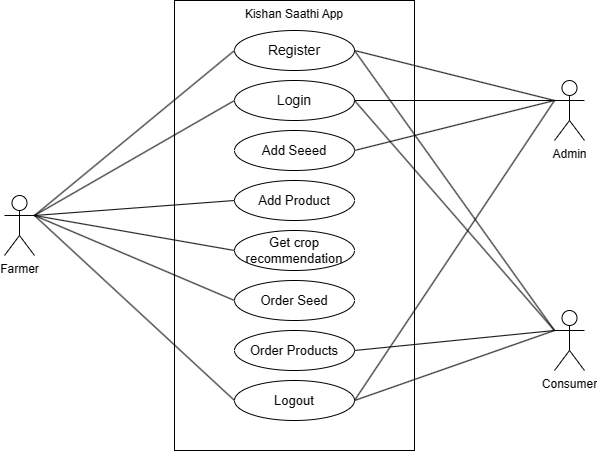 Kishan Saathi App
Register
Login
Add Seeed
Admin
Add Product
Get crop
recommendation
Farmer
Order Seed
Order Products
Consumer
Logout